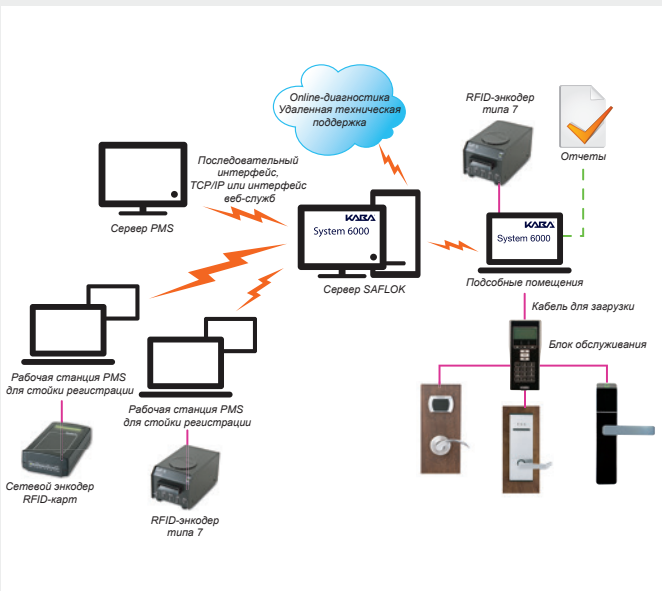 Online-диагностика
Удаленная техническая
поддержка
RFID-энкодер
типа 7
Отчеты
Последовательный
интерфейс,
TCP/IP или интерфейс
веб-служб
Сервер PMS
KABA
System 6000
Сервер SAFLOK
KABA
System 6000
Подсобные помещения
Кабель для загрузки
Блок обслуживания
Рабочая станция PMS
для стойки регистрации
Рабочая станция PMS
для стойки регистрации
Сетевой энкодер
RFID-карт
RFID-энкодер
типа 7